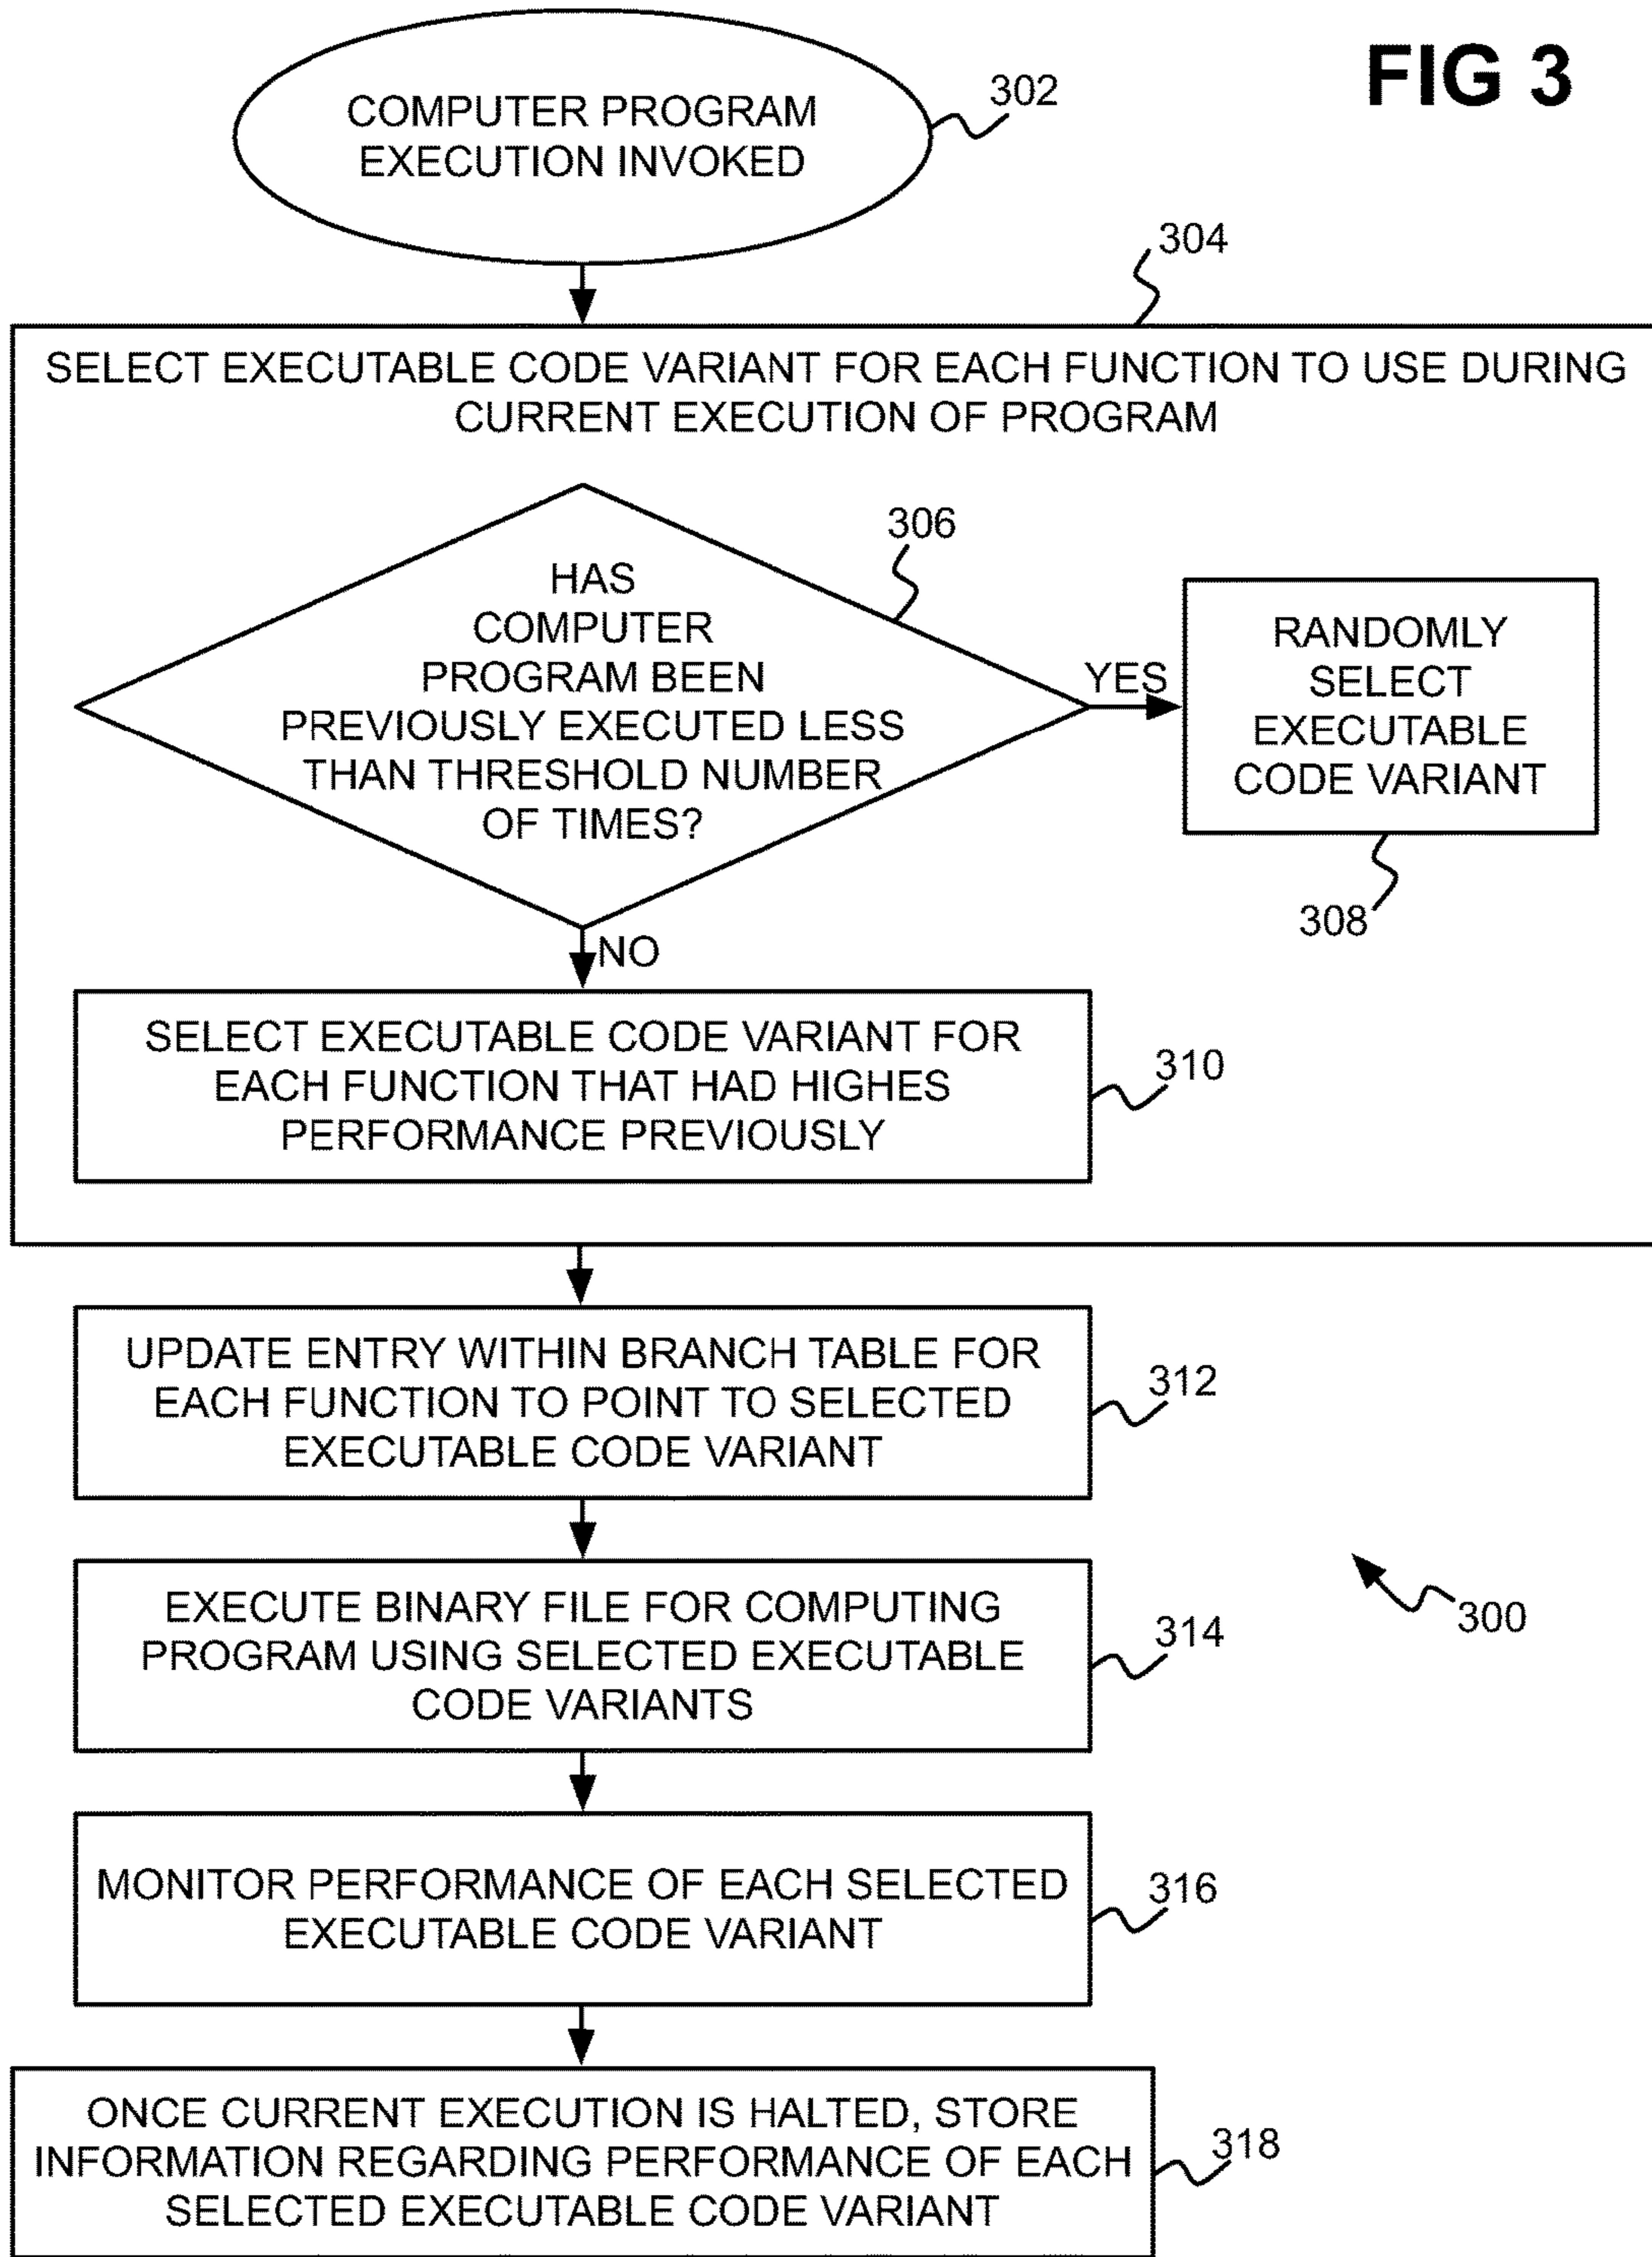 FIG 3
COMPUTER PROGRAM
EXECUTION INVOKED
302
304
SELECT EXECUTABLE CODE VARIANT FOR EACH FUNCTION TO USE DURING
CURRENT EXECUTION OF PROGRAM
306
HAS
COMPUTER
PROGRAM BEEN
PREVIOUSLY EXECUTED LESS
THAN THRESHOLD NUMBER
OF TIMES?
YES
RANDOMLY
SELECT
EXECUTABLE
CODE VARIANT
308
NO
SELECT EXECUTABLE CODE VARIANT FOR
EACH FUNCTION THAT HAD HIGHES
PERFORMANCE PREVIOUSLY
310
UPDATE ENTRY WITHIN BRANCH TABLE FOR
EACH FUNCTION TO POINT TO SELECTED
EXECUTABLE CODE VARIANT
312
EXECUTE BINARY FILE FOR COMPUTING
PROGRAM USING SELECTED EXECUTABLE
CODE VARIANTS
314
300
MONITOR PERFORMANCE OF EACH SELECTED
EXECUTABLE CODE VARIANT
316
ONCE CURRENT EXECUTION IS HALTED, STORE
INFORMATION REGARDING PERFORMANCE OF EACH
SELECTED EXECUTABLE CODE VARIANT
318